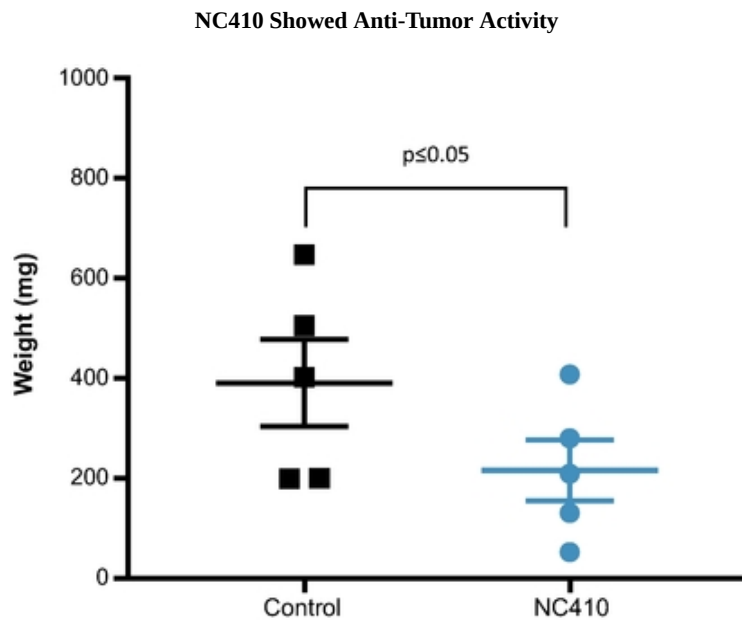 NC410 Showed Anti-Tumor Activity
1000
800
600
400
200
0
Weight (mg)
p≤0.05
Control
NC410